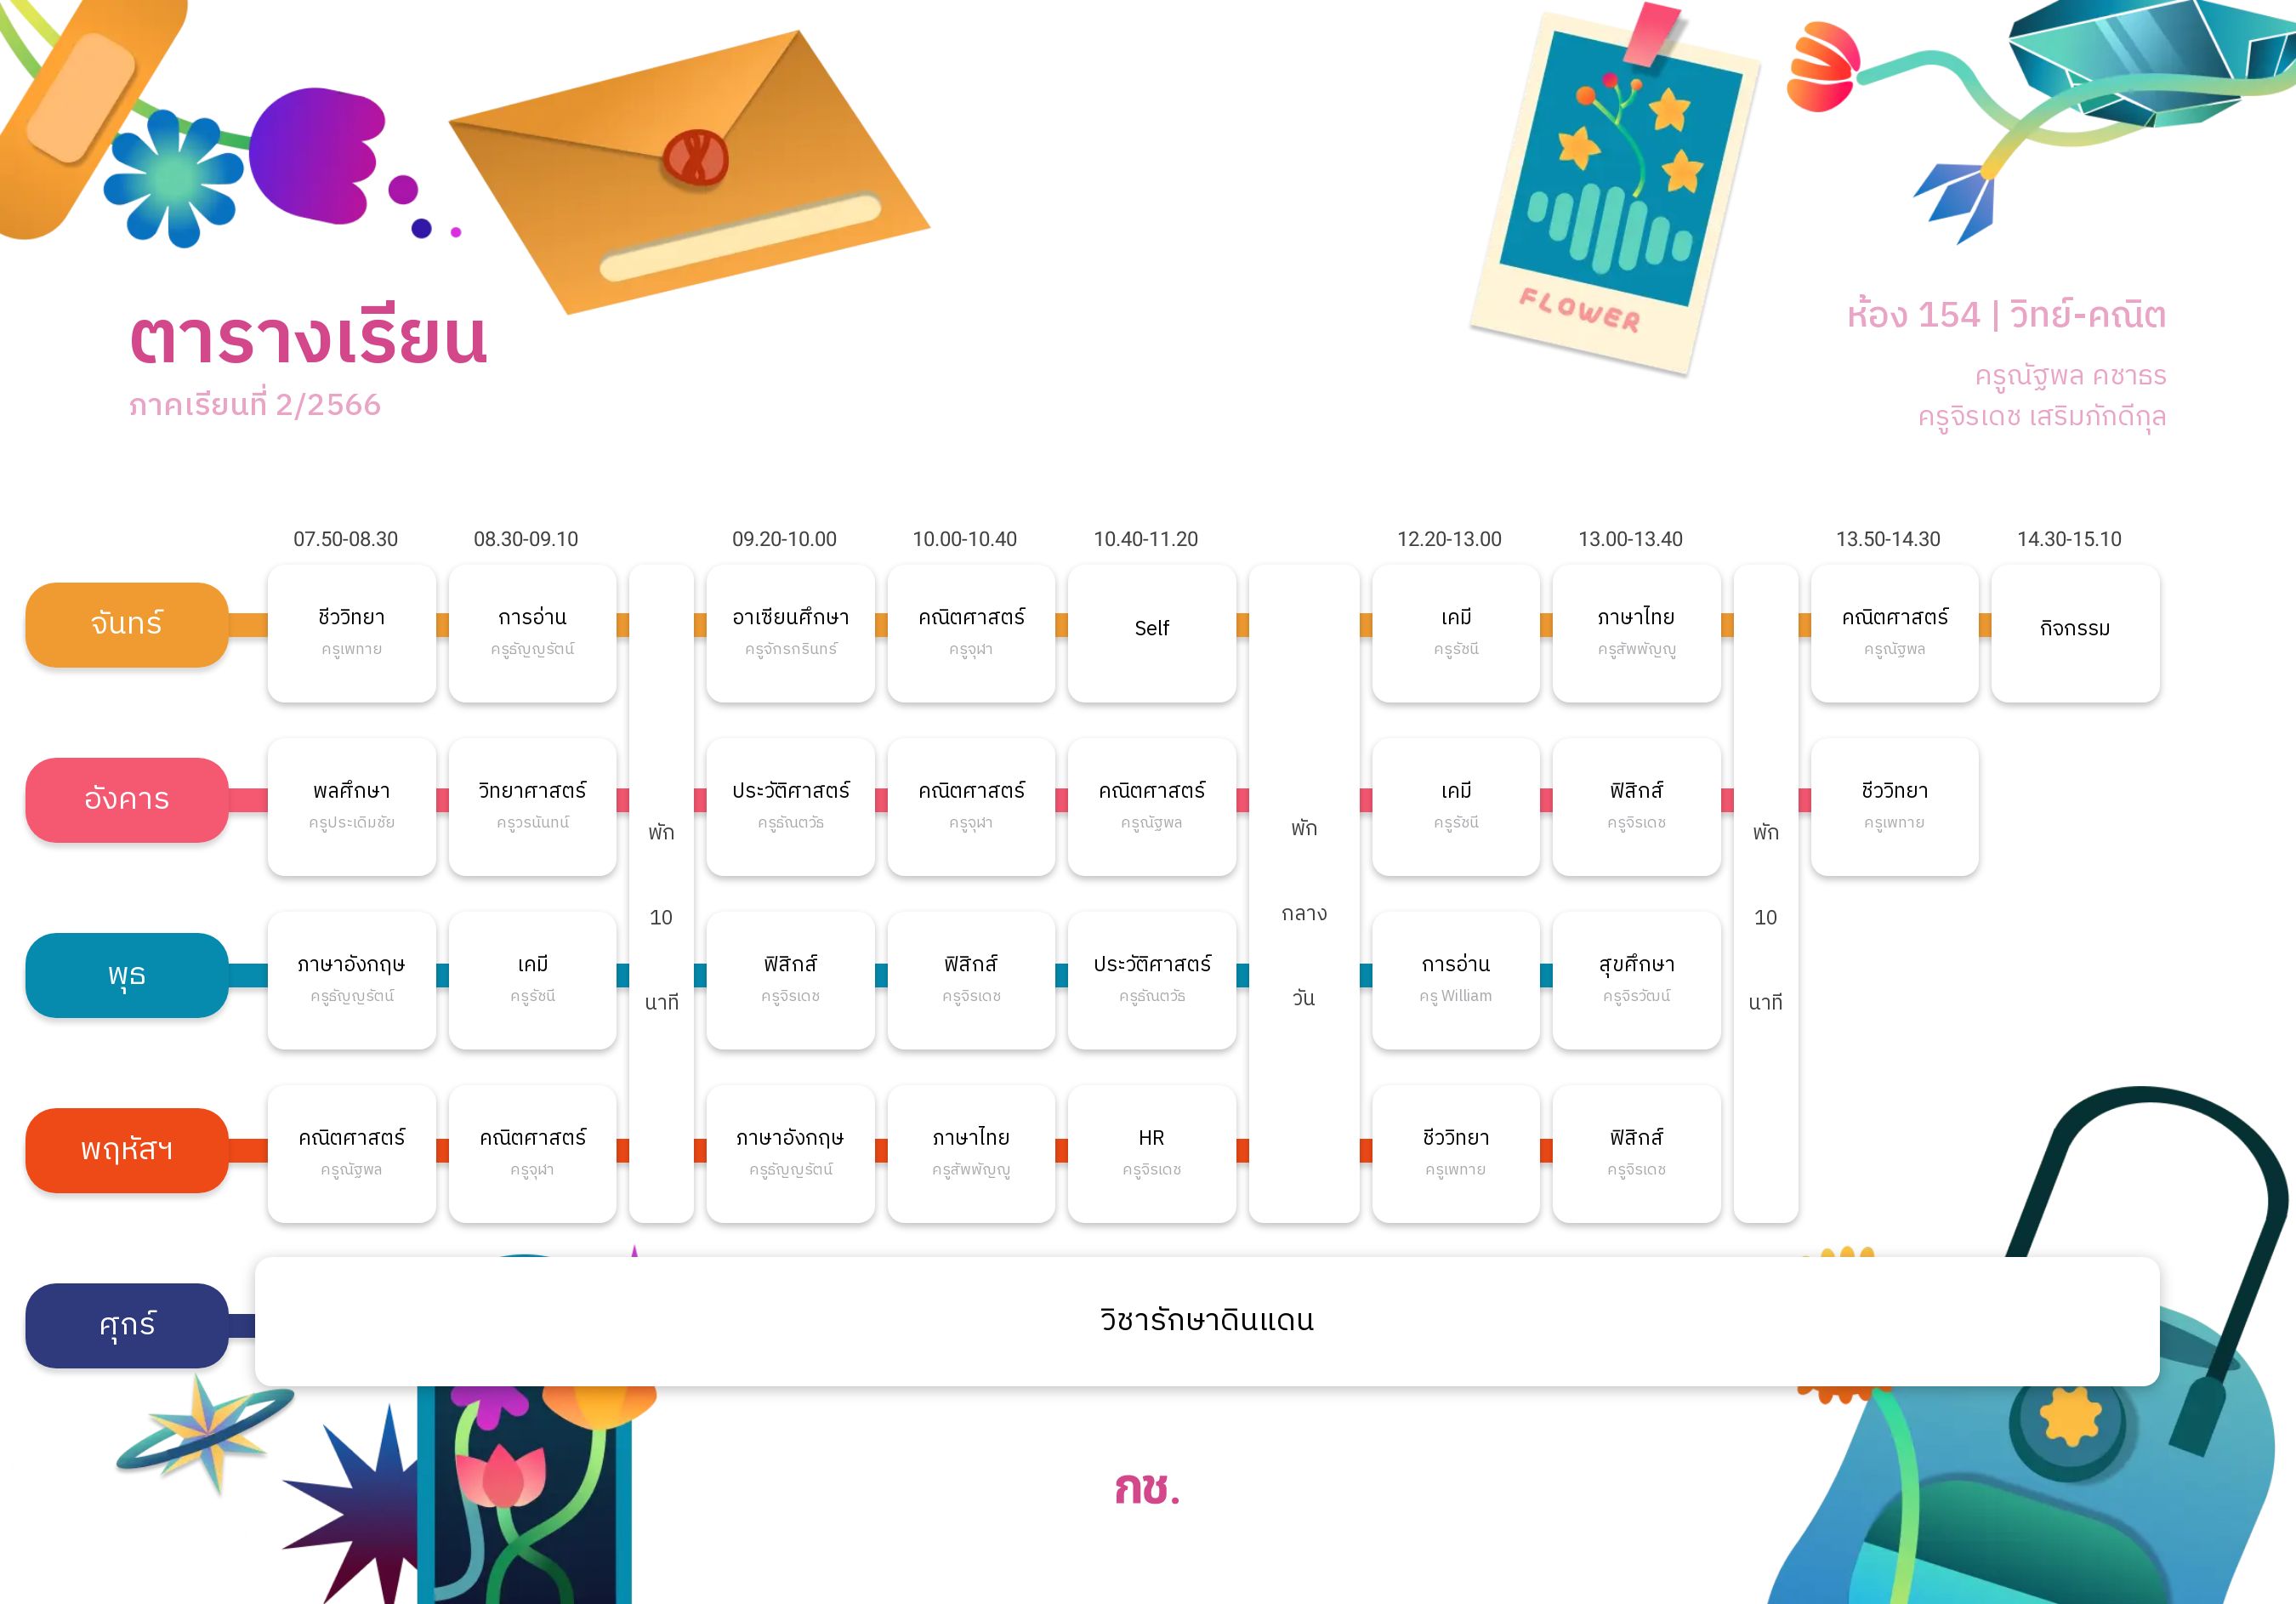 FLOWER
ตารางเรียน
ภาคเรียนที่ 2/2566
ห้อง 154 | วิทย์-คณิต
ครูณัฐพล คชาธร
ครูจิรเดช เสริมภักดีกุล
07.50-08.30 08.30-09.10 09.20-10.00 10.00-10.40 10.40-11.20 12.20-13.00 13.00-13.40 13.50-14.30 14.30-15.10
จันทร์
ชีววิทยา การอ่าน อาเซียนศึกษา คณิตศาสตร์ Self เคมี ภาษาไทย คณิตศาสตร์ กิจกรรม
ครูเพทาย ครูธัญญรัตน์ ครูจักรกรินทร์ ครูจุฬา ครูรัชนี ครูสัพพัญญู ครูณัฐพล
อังคาร
พลศึกษา วิทยาศาสตร์ ประวัติศาสตร์ คณิตศาสตร์ คณิตศาสตร์ เคมี ฟิสิกส์ ชีววิทยา
ครูประเดิมชัย ครูวรนันทน์ ครูธัณตวัธ ครูจุฬา ครูณัฐพล ครูรัชนี ครูจิรเดช ครูเพทาย
พัก
10
นาที
พัก
กลาง
วัน
พัก
10
นาที
พุธ
ภาษาอังกฤษ เคมี ฟิสิกส์ ฟิสิกส์ ประวัติศาสตร์ การอ่าน สุขศึกษา
ครูธัญญรัตน์ ครูรัชนี ครูจิรเดช ครูจิรเดช ครูธัณตวัธ ครู William ครูจิรวัฒน์
พฤหัสฯ
คณิตศาสตร์ คณิตศาสตร์ ภาษาอังกฤษ ภาษาไทย HR ชีววิทยา ฟิสิกส์
ครูณัฐพล ครูจุฬา ครูธัญญรัตน์ ครูสัพพัญญู ครูจิรเดช ครูเพทาย ครูจิรเดช
ศุกร์
วิชารักษาดินแดน
กช.